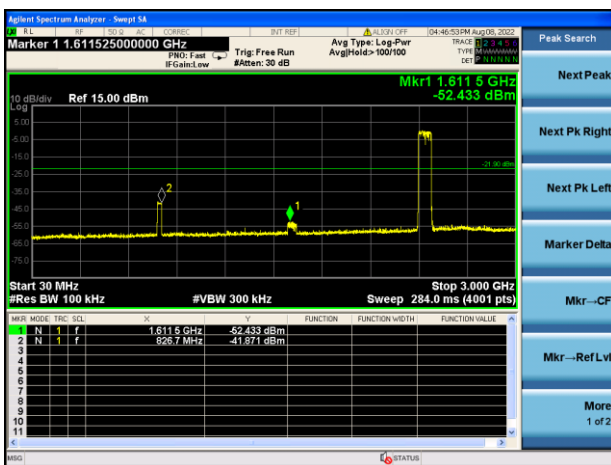 Agilent Spectrum Analyzer - Swept SA
RL RF 50 Ω AC CORREC INT REF ALIGN OFF 04:46:53 PM Aug 08, 2022
Marker 1 1.611525000000 GHz
PNO: Fast
IFGain:Low
Trig: Free Run
#Atten: 30 dB
Avg Type: Log-Pwr
Avg|Hold:>100/100
TRACE 1 2 3 4 5 6
TYPE M
DET P N N N N N
Peak Search
Mkr1 1.611 5 GHz
-52.433 dBm
10 dB/div Ref 15.00 dBm
Log
5.00
-5.00
-15.0
-21.90 dBm
-25.0
-35.0
2
-45.0
1
-55.0
-65.0
-75.0
Start 30 MHz Stop 3.000 GHz
#Res BW 100 kHz #VBW 300 kHz Sweep 284.0 ms (4001 pts)
MKR MODE TRC SCL X Y FUNCTION FUNCTION WIDTH FUNCTION VALUE
1 N 1 f 1.611 5 GHz -52.433 dBm
2 N 1 f 826.7 MHz -41.871 dBm
3
4
5
6
7
8
9
10
11
Next Peak
Next Pk Right
Next Pk Left
Marker Delta
Mkr→CF
Mkr→Ref Lvl
More
1 of 2
MSG STATUS